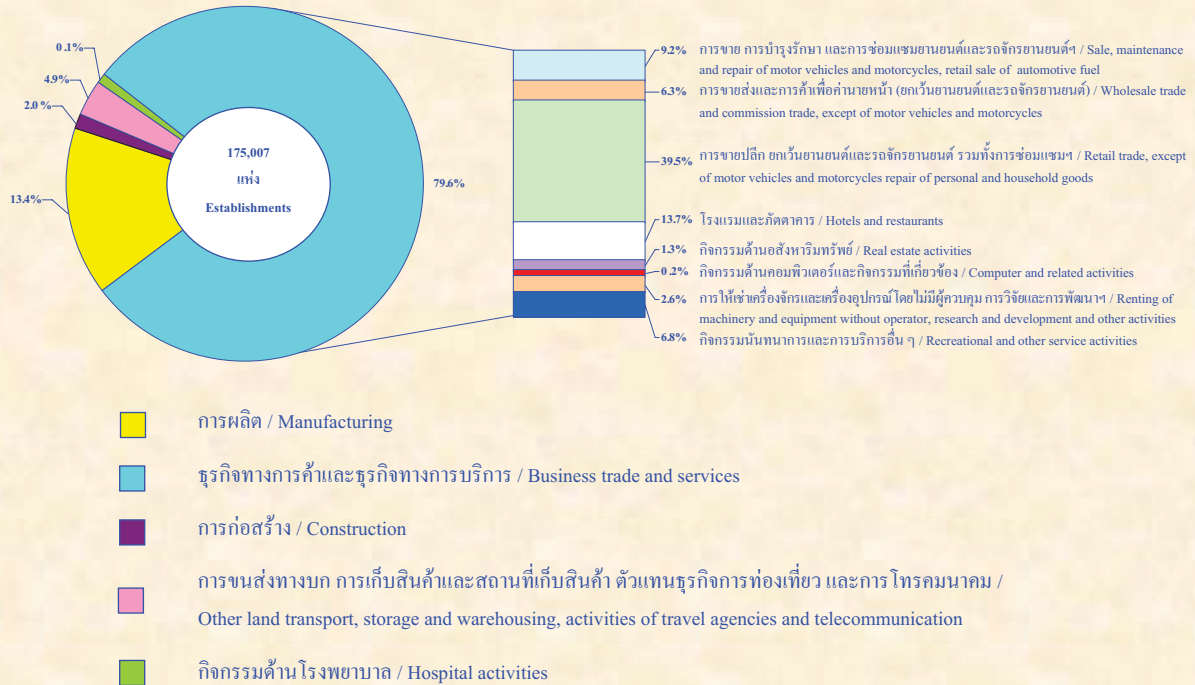 0.1%
4.9%
2.0 %
13.4%
175,007
แห่ง
Establishments
79.6%
9.2% การขาย การบำรุงรักษา และการซ่อมแซมยานยนต์และรถจักรยานยนต์ฯ / Sale, maintenance
and repair of motor vehicles and motorcycles, retail sale of automotive fuel
6.3% การขายส่งและการค้าเพื่อค่านายหน้า (ยกเว้นยานยนต์และรถจักรยานยนต์) / Wholesale trade
and commission trade, except of motor vehicles and motorcycles
39.5% การขายปลีก ยกเว้นยานยนต์และรถจักรยานยนต์ รวมทั้งการซ่อมแซมฯ / Retail trade, except
of motor vehicles and motorcycles repair of personal and household goods
13.7% โรงแรมและภัตตาคาร / Hotels and restaurants
1.3% กิจกรรมด้านอสังหาริมทรัพย์ / Real estate activities
0.2% กิจกรรมด้านคอมพิวเตอร์และกิจกรรมที่เกี่ยวข้อง / Computer and related activities
2.6% การให้เช่าเครื่องจักรและเครื่องอุปกรณ์โดยไม่มีผู้ควบคุม การวิจัยและการพัฒนาฯ / Renting of
machinery and equipment without operator, research and development and other activities
6.8% กิจกรรมนันทนาการและการบริการอื่น ๆ / Recreational and other service activities
การผลิต / Manufacturing
ธุรกิจทางการค้าและธุรกิจทางการบริการ / Business trade and services
การก่อสร้าง / Construction
การขนส่งทางบก การเก็บสินค้าและสถานที่เก็บสินค้า ตัวแทนธุรกิจการท่องเที่ยว และการโทรคมนาคม /
Other land transport, storage and warehousing, activities of travel agencies and telecommunication
กิจกรรมด้านโรงพยาบาล / Hospital activities